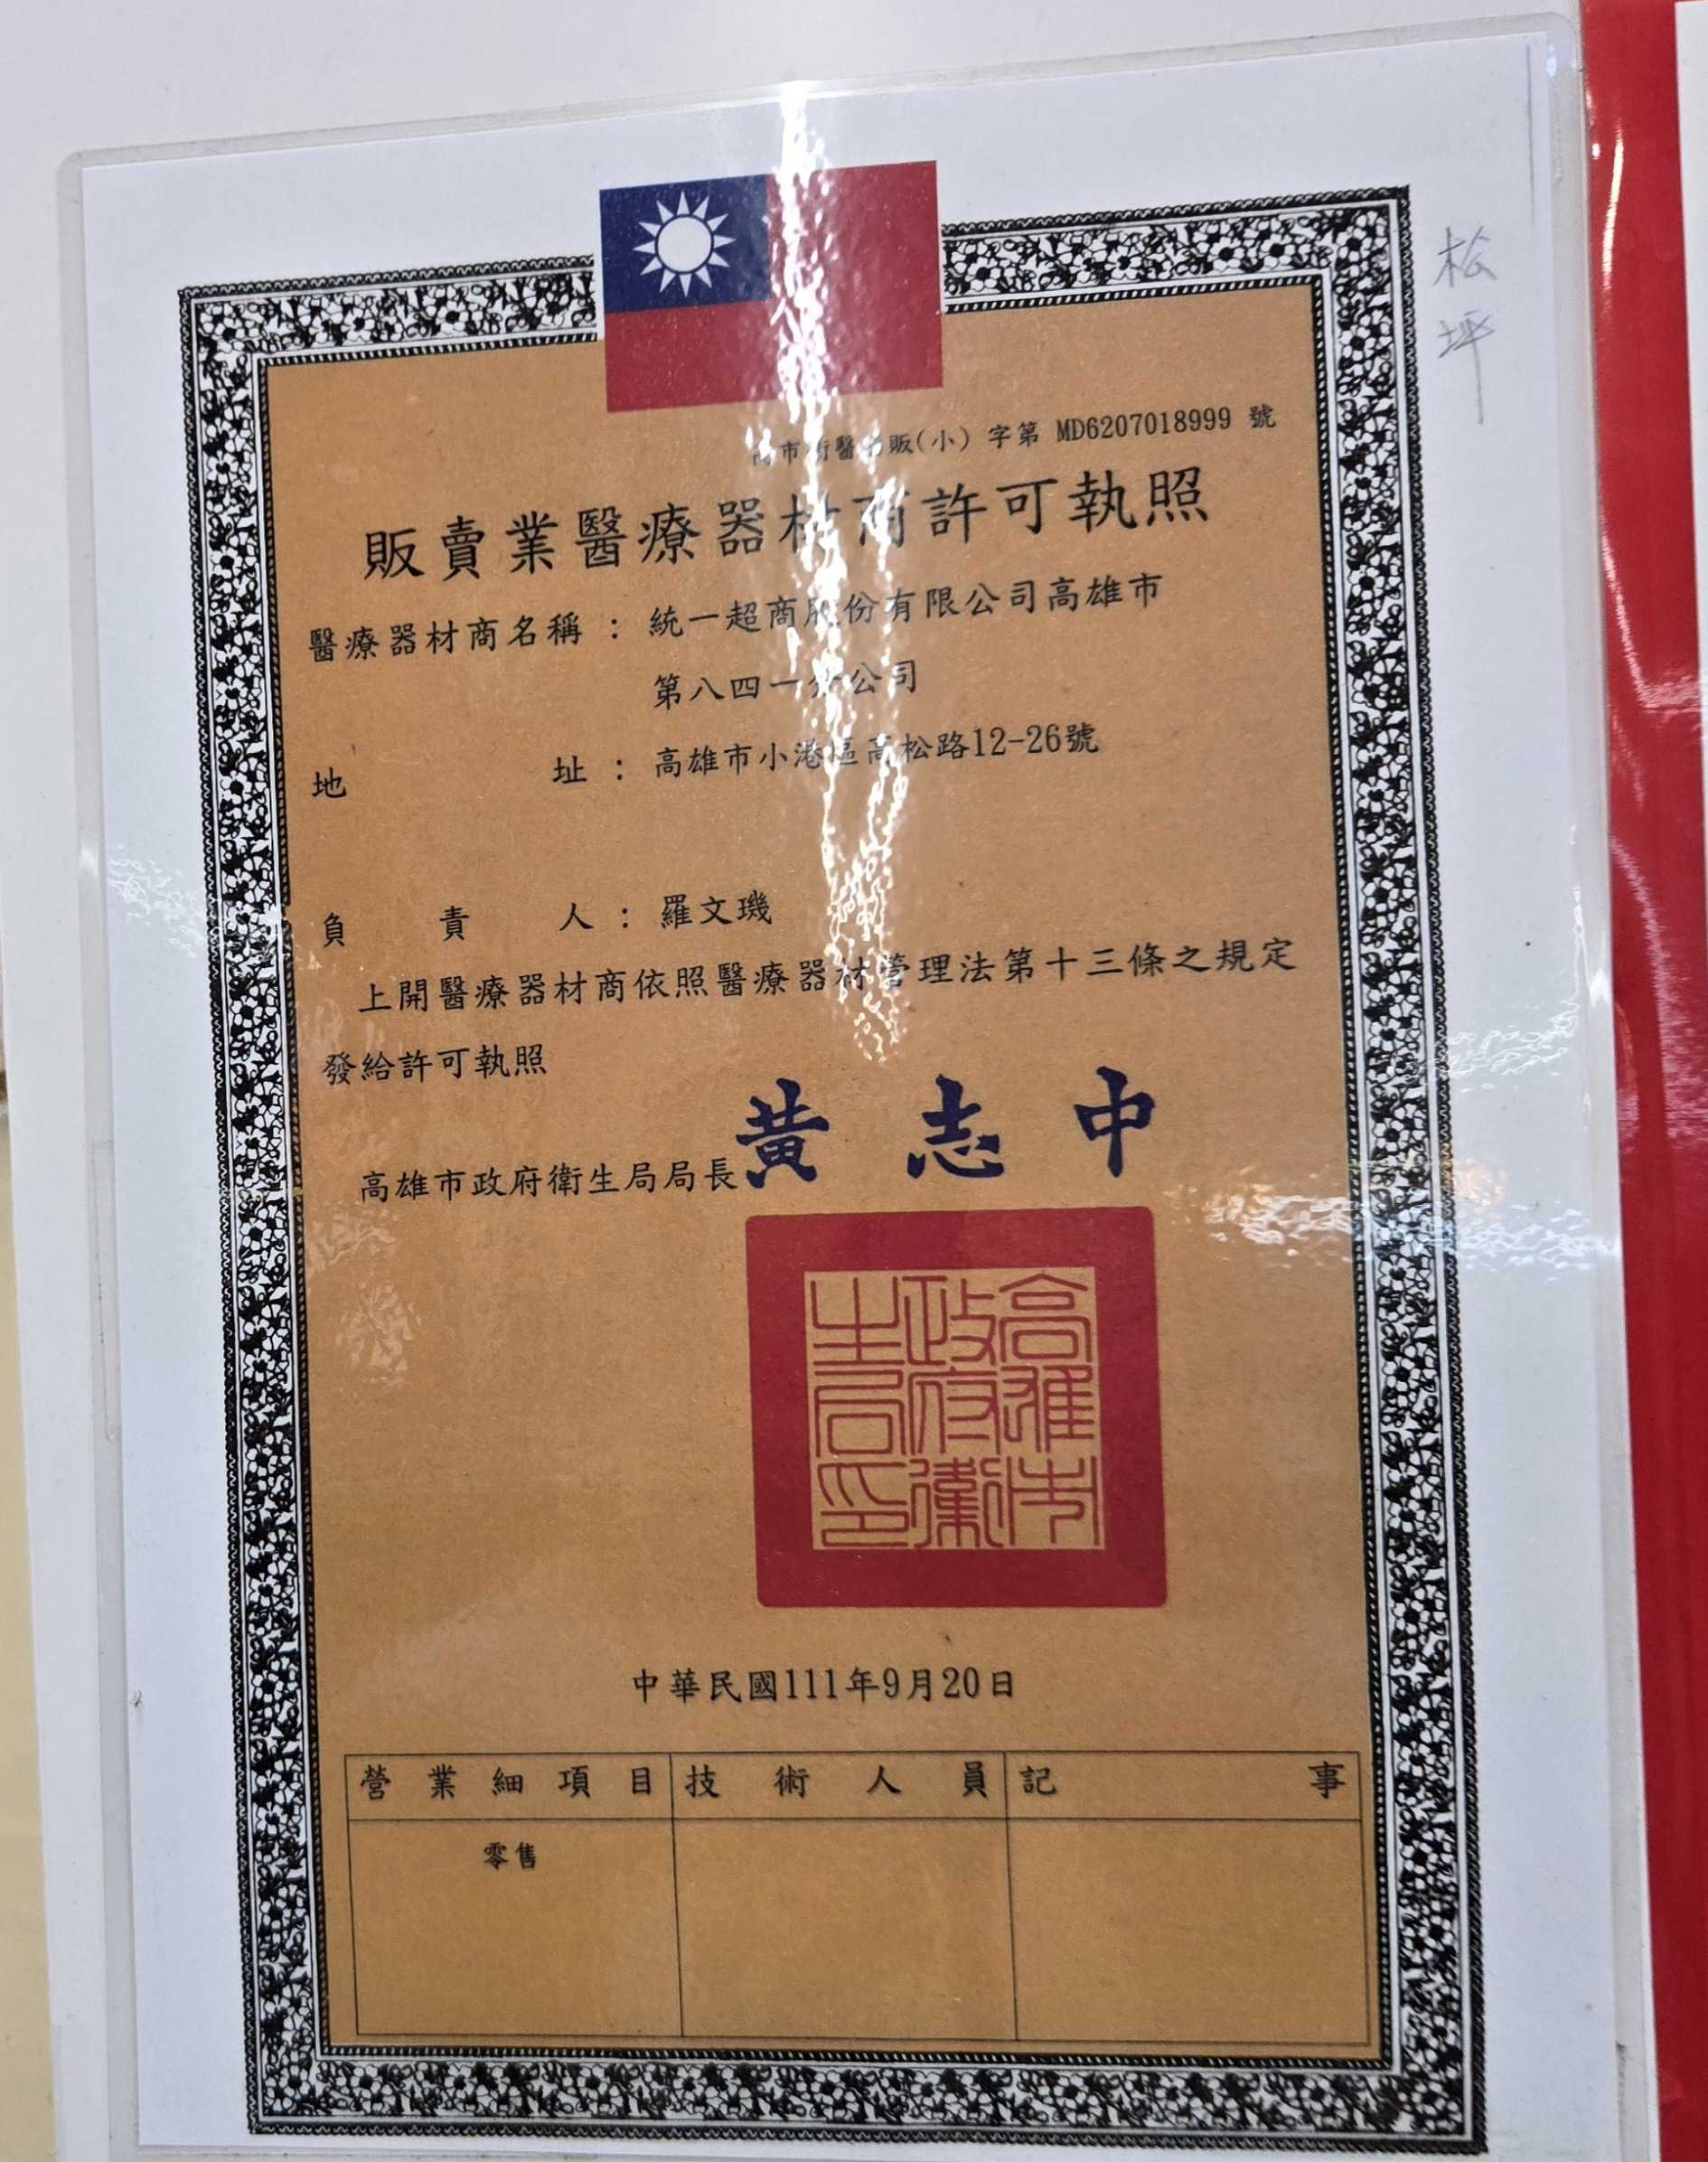 松坪
高市衛醫器販(小) 字第 MD6207018999 號
販賣業醫療器材商許可執照
醫療器材商名稱 : 統一超商股份有限公司高雄市
第八四一分公司
地址 : 高雄市小港區高松路12-26號
負責人 : 羅文璣
上開醫療器材商依照醫療器材管理法第十三條之規定
發給許可執照
高雄市政府衛生局局長 黃志中
高雄市政府衛生局印
中華民國111年9月20日
營業細項目 技術人員 記事
零售